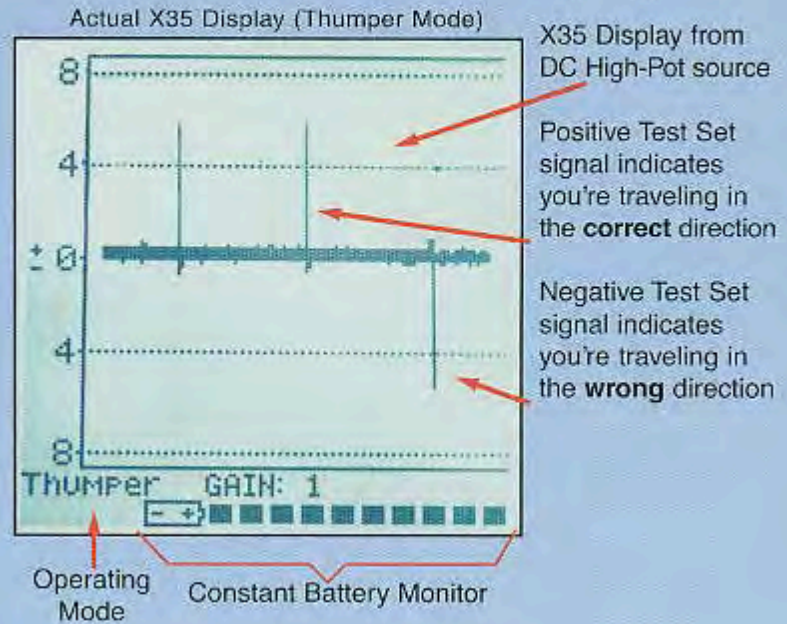 Actual X35 Display (Thumper Mode)
8
4
± 0
4
8
Thumper GAIN: 1
- +
Operating
Mode
Constant Battery Monitor
X35 Display from
DC High-Pot source
Positive Test Set
signal indicates
you're traveling in
the correct direction
Negative Test Set
signal indicates
you're traveling in
the wrong direction